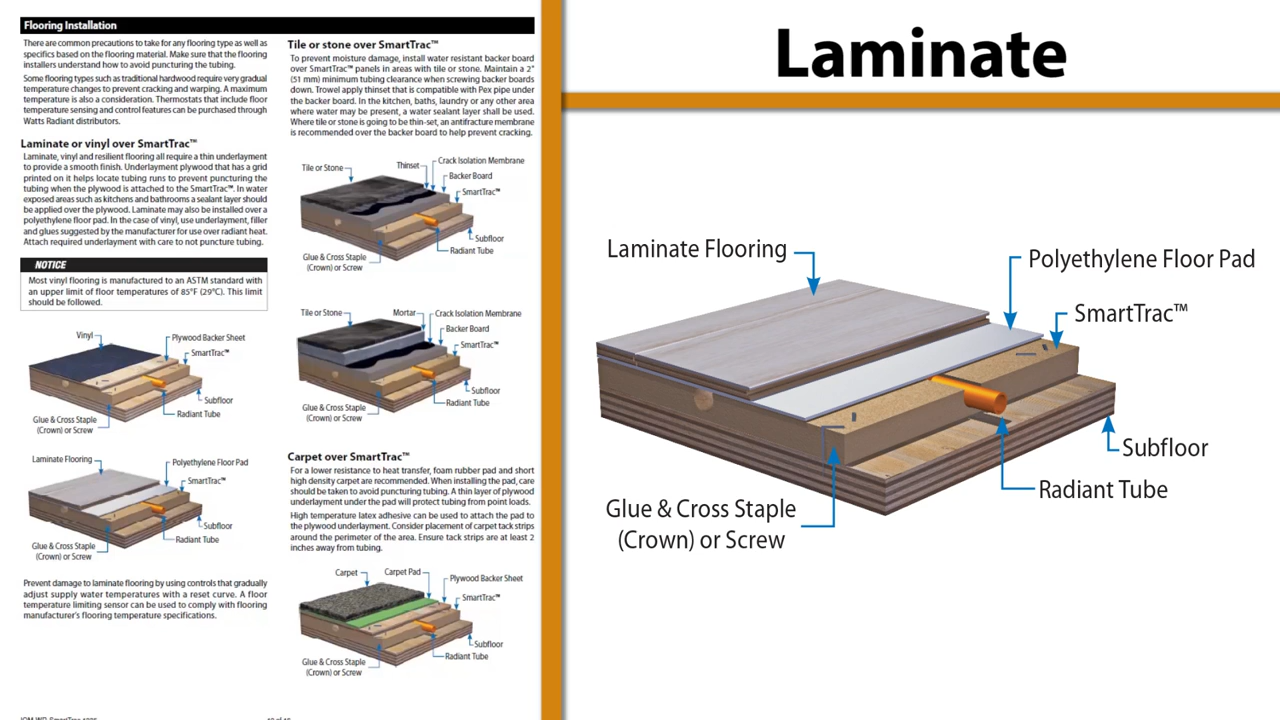 Flooring Installation
There are common precautions to take for any flooring type as well as
specifics based on the flooring material. Make sure that the flooring
installers understand how to avoid puncturing the tubing.
Some flooring types such as traditional hardwood require very gradual
temperature changes to prevent cracking and warping. A maximum
temperature is also a consideration. Thermostats that include floor
temperature sensing and control features can be purchased through
Watts Radiant distributors.
Laminate or vinyl over SmartTrac™
Laminate, vinyl and resilient flooring all require a thin underlayment
to provide a smooth finish. Underlayment plywood that has a grid
printed on it helps locate tubing runs to prevent puncturing the
tubing when the plywood is attached to the SmartTrac™. In water
exposed areas such as kitchens and bathrooms a sealant layer should
be applied over the plywood. Laminate may also be installed over a
polyethylene floor pad. In the case of vinyl, use underlayment, filler
and glues suggested by the manufacturer for use over radiant heat.
Attach required underlayment with care to not puncture tubing.
NOTICE
Most vinyl flooring is manufactured to an ASTM standard with
an upper limit of floor temperatures of 85°F (29°C). This limit
should be followed.
Vinyl
Plywood Backer Sheet
SmartTrac™
Subfloor
Radiant Tube
Glue & Cross Staple
(Crown) or Screw
Laminate Flooring
Polyethylene Floor Pad
SmartTrac™
Subfloor
Radiant Tube
Glue & Cross Staple
(Crown) or Screw
Prevent damage to laminate flooring by using controls that gradually
adjust supply water temperatures with a reset curve. A floor
temperature limiting sensor can be used to comply with flooring
manufacturer's flooring temperature specifications.
Tile or stone over SmartTrac™
To prevent moisture damage, install water resistant backer board
over SmartTrac™ panels in areas with tile or stone. Maintain a 2"
(51 mm) minimum tubing clearance when screwing backer boards
down. Trowel apply thinset that is compatible with Pex pipe under
the backer board. In the kitchen, baths, laundry or any other area
where water may be present, a water sealant layer shall be used.
Where tile or stone is going to be thin-set, an antifracture membrane
is recommended over the backer board to help prevent cracking.
Tile or Stone
Thinset
Crack Isolation Membrane
Backer Board
SmartTrac™
Subfloor
Radiant Tube
Glue & Cross Staple
(Crown) or Screw
Tile or Stone
Mortar
Crack Isolation Membrane
Backer Board
SmartTrac™
Subfloor
Radiant Tube
Glue & Cross Staple
(Crown) or Screw
Carpet over SmartTrac™
For a lower resistance to heat transfer, foam rubber pad and short
high density carpet are recommended. When installing the pad, care
should be taken to avoid puncturing tubing. A thin layer of plywood
underlayment under the pad will protect tubing from point loads.
High temperature latex adhesive can be used to attach the pad to
the plywood underlayment. Consider placement of carpet tack strips
around the perimeter of the area. Ensure tack strips are at least 2
inches away from tubing.
Carpet
Carpet Pad
Plywood Backer Sheet
SmartTrac™
Subfloor
Radiant Tube
Glue & Cross Staple
(Crown) or Screw
Laminate
Laminate Flooring
Polyethylene Floor Pad
SmartTrac™
Subfloor
Radiant Tube
Glue & Cross Staple
(Crown) or Screw